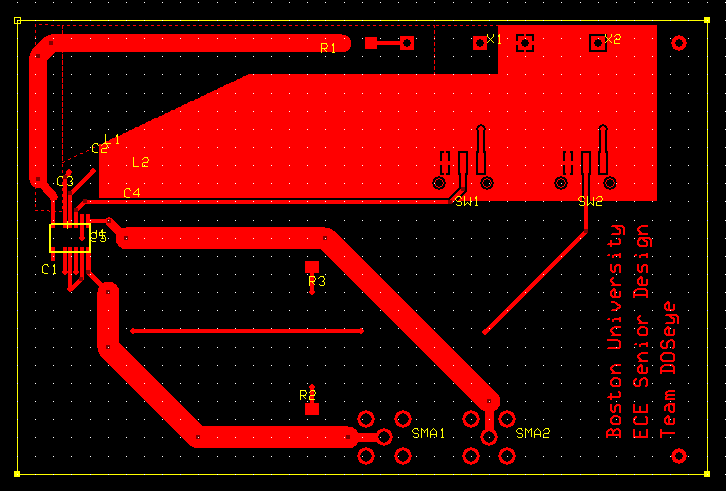 R1
X1
X2
L1
C2
L2
C3
C4
SW1
SW2
C1
R3
R2
SMA1
SMA2
Boston University
ECE Senior Design
Team DOSeye